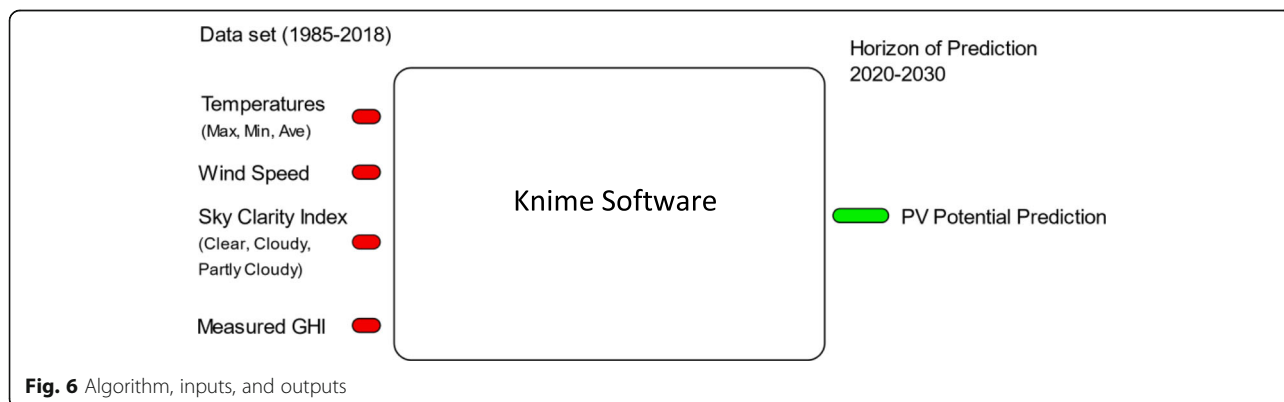 Data set (1985-2018)
Temperatures
(Max, Min, Ave)
Wind Speed
Sky Clarity Index
(Clear, Cloudy,
Partly Cloudy)
Measured GHI
Knime Software
Horizon of Prediction
2020-2030
PV Potential Prediction
Fig. 6 Algorithm, inputs, and outputs